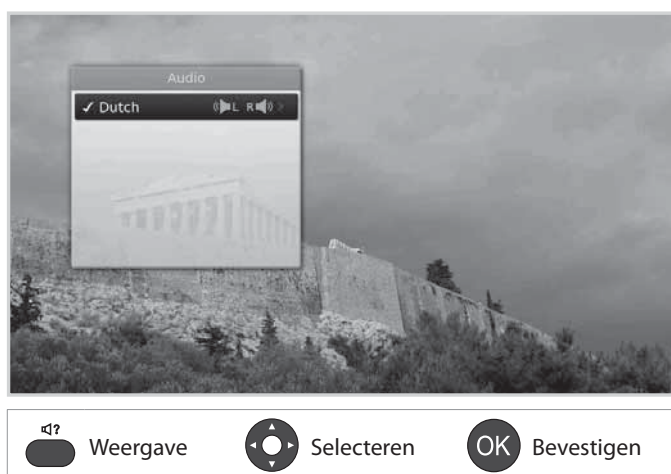 Audio
✓ Dutch L R
?
Weergave
Selecteren
OK Bevestigen